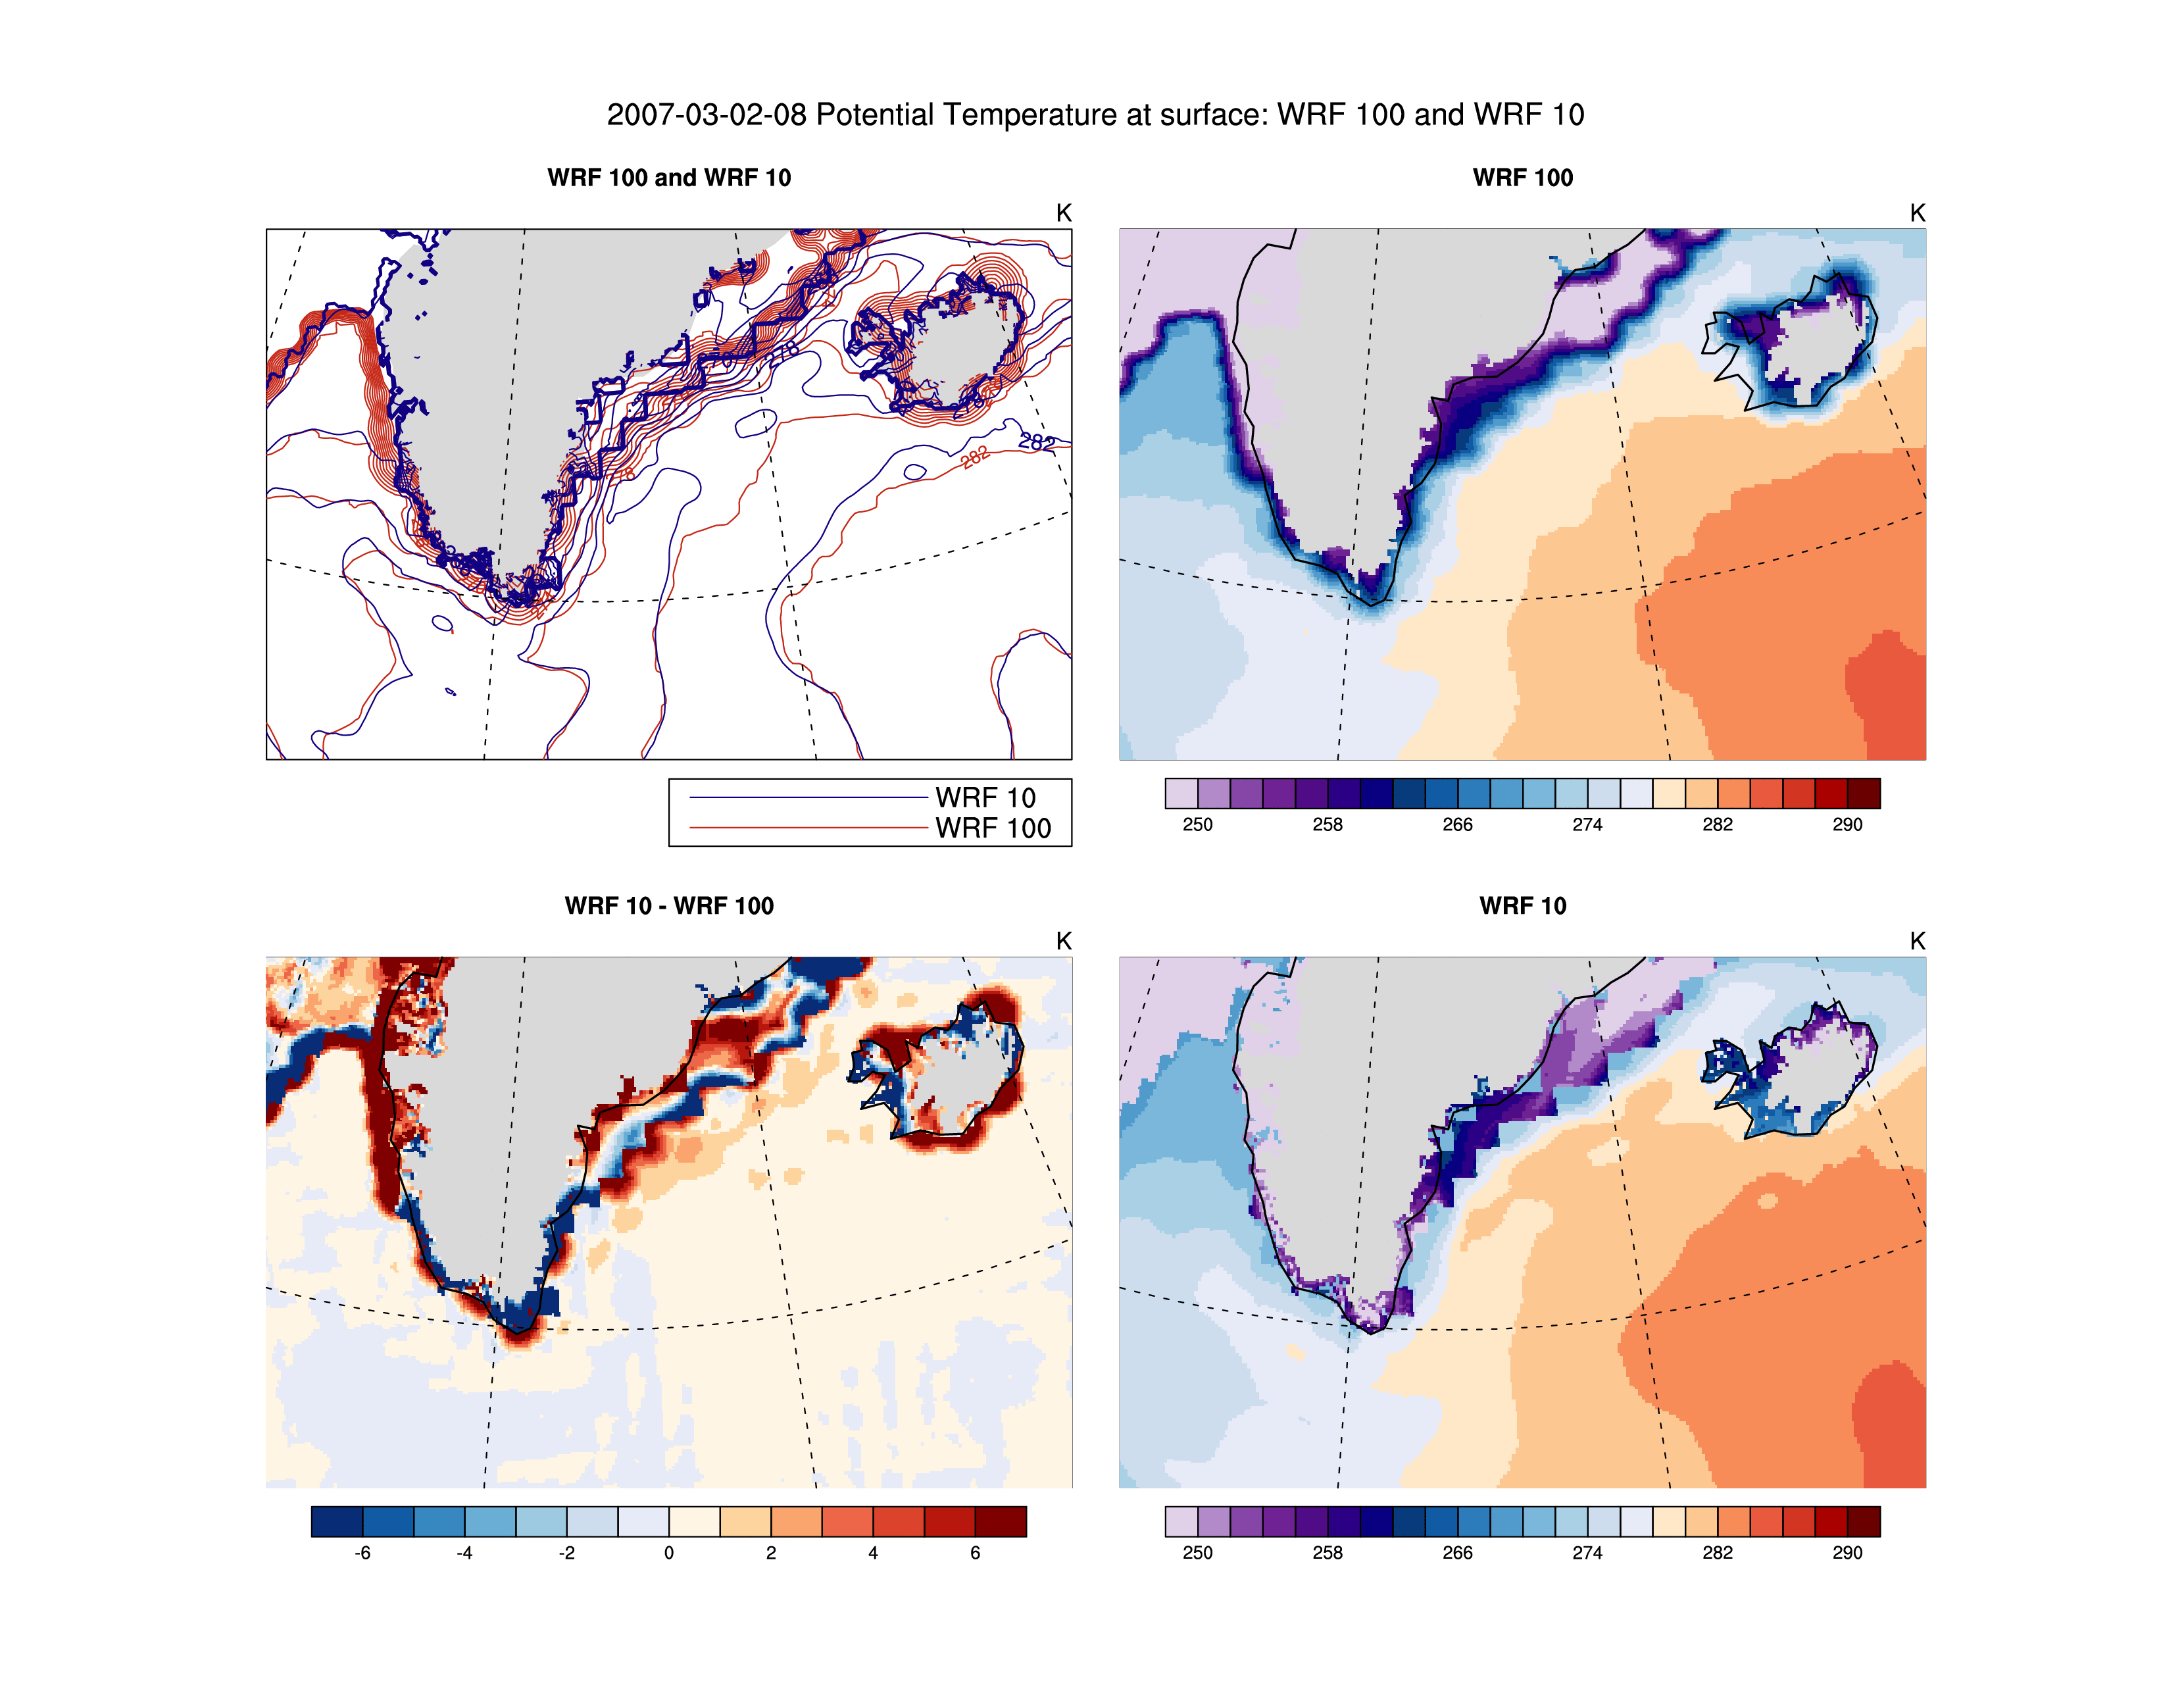 2007-03-02-08 Potential Temperature at surface: WRF 100 and WRF 10
WRF 100 and WRF 10
K
278
282
282
78
WRF 10
WRF 100
WRF 100
K
250 258 266 274 282 290
WRF 10 - WRF 100
K
-6 -4 -2 0 2 4 6
WRF 10
K
250 258 266 274 282 290